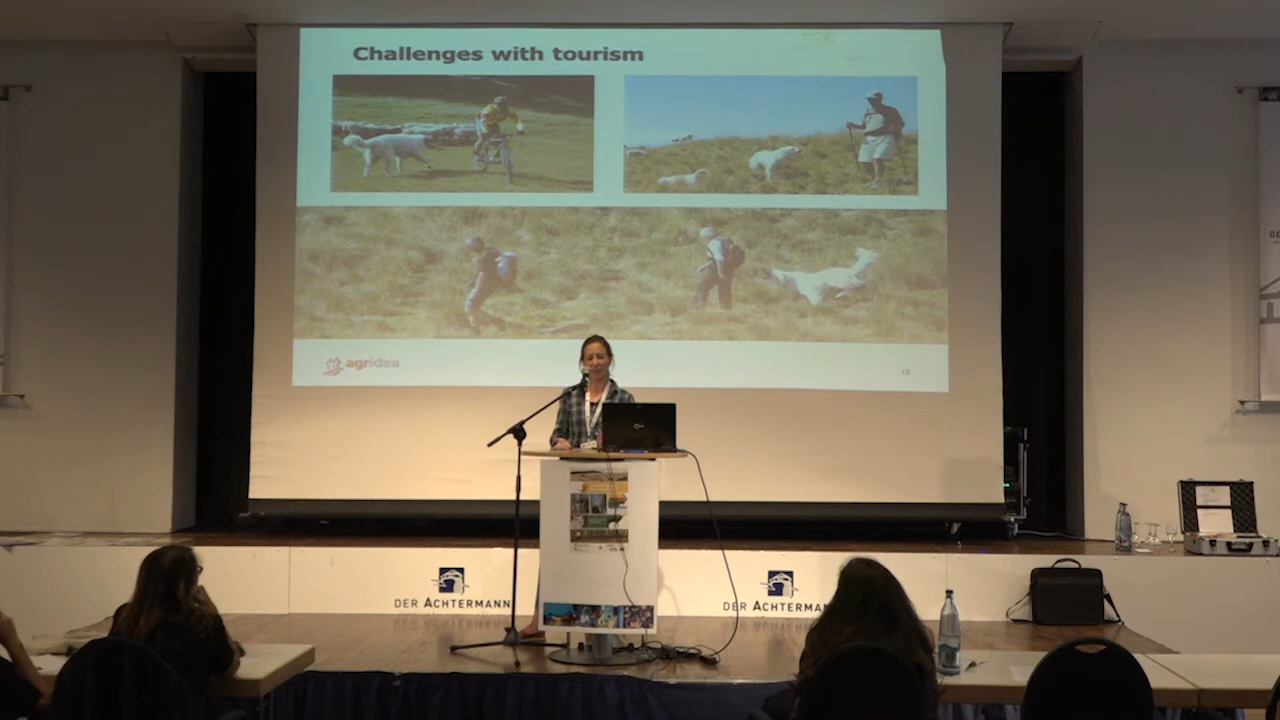 Challenges with tourism
agridea
13
DER ACHTERMANN
DER ACHTERMANN